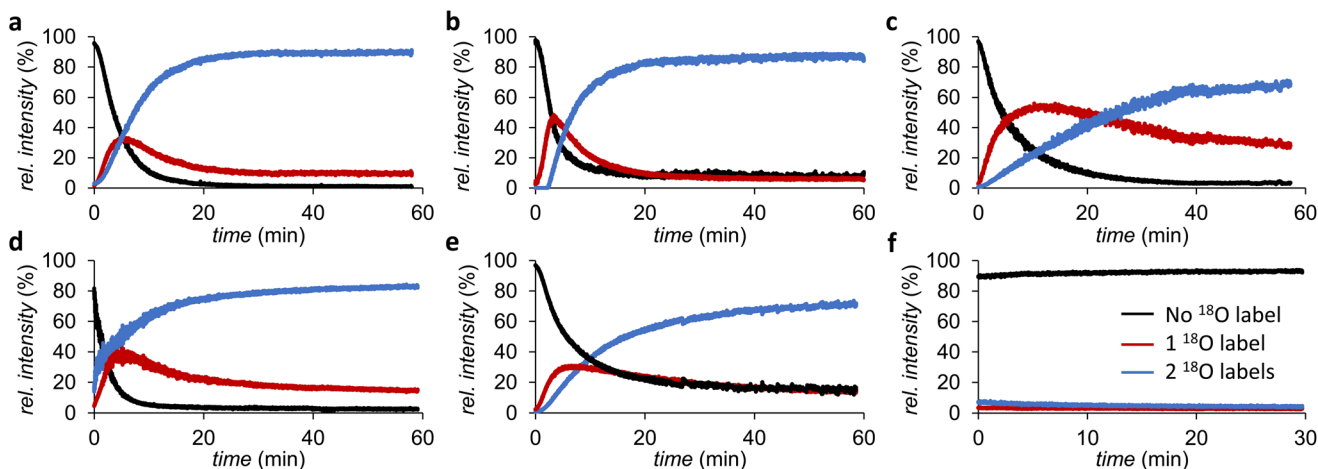 a
rel. intensity (%)
100
80
60
40
20
0
0 20 40 60
time (min)
b
rel. intensity (%)
100
80
60
40
20
0
0 20 40 60
time (min)
c
rel. intensity (%)
100
80
60
40
20
0
0 20 40 60
time (min)
d
rel. intensity (%)
100
80
60
40
20
0
0 20 40 60
time (min)
e
rel. intensity (%)
100
80
60
40
20
0
0 20 40 60
time (min)
f
rel. intensity (%)
100
80
60
40
20
0
0 10 20 30
time (min)
No ¹⁸O label
1 ¹⁸O label
2 ¹⁸O labels